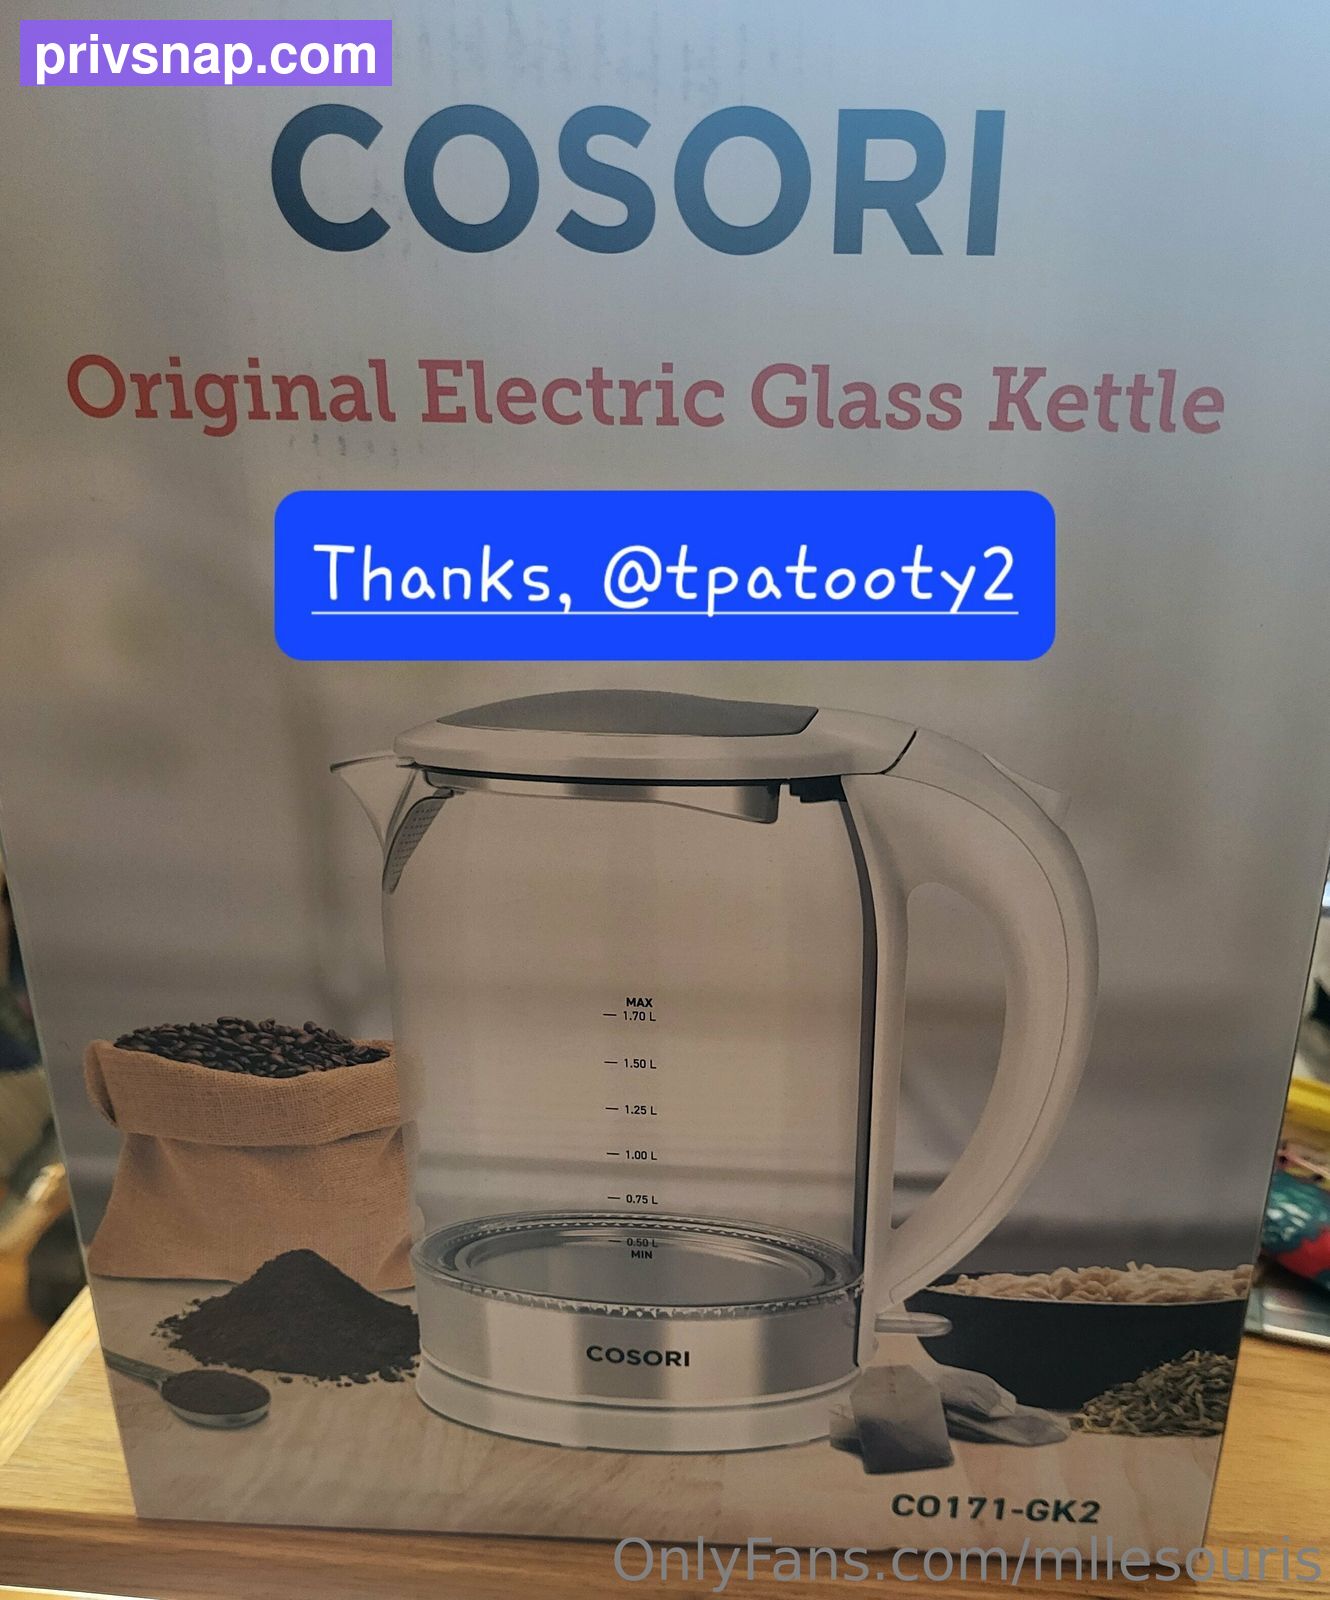 privsnap.com
COSORI
Original Electric Glass Kettle
Thanks, @tpatooty2
MAX
1.70 L
1.50 L
1.25 L
1.00 L
0.75 L
0.50 L
MIN
COSORI
CO171-GK2
OnlyFans.com/mllesouris